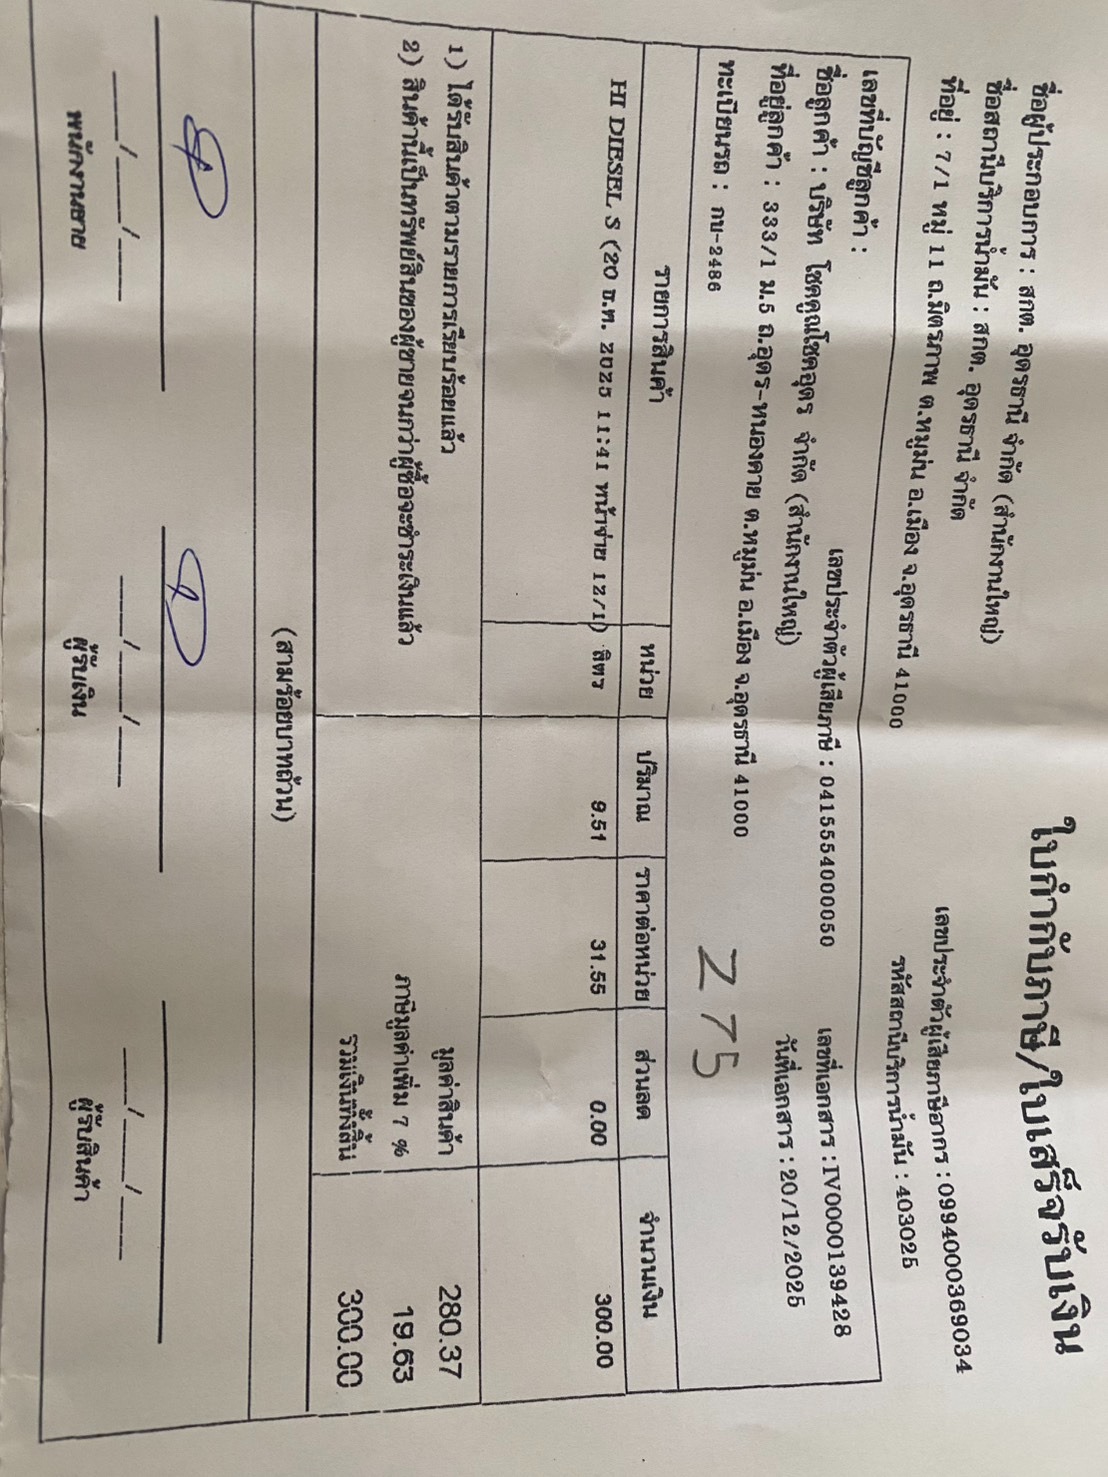 ใบกำกับภาษี/ใบเสร็จรับเงิน
ชื่อผู้ประกอบการ : สกต. อุดรธานี จำกัด (สำนักงานใหญ่)
ชื่อสถานีบริการน้ำมัน : สกต. อุดรธานี จำกัด
เลขประจำตัวผู้เสียภาษีอากร : 0994000369034
ที่อยู่ : 7/1 หมู่ 11 ถ.มิตรภาพ ต.หมูม่น อ.เมือง จ.อุดรธานี 41000
รหัสสถานีบริการน้ำมัน : 403025
เลขที่บัญชีลูกค้า :
เลขประจำตัวผู้เสียภาษี : 0415554000050
เลขที่เอกสาร : IV0000139428
ชื่อลูกค้า : บริษัท โชคคูณโชคอุดร จำกัด (สำนักงานใหญ่)
วันที่เอกสาร : 20/12/2025
ที่อยู่ลูกค้า : 333/1 ม.5 ถ.อุดร-หนองคาย ต.หมูม่น อ.เมือง จ.อุดรธานี 41000
ทะเบียนรถ : กบ-2486
275
รายการสินค้า หน่วย ปริมาณ ราคาต่อหน่วย ส่วนลด จำนวนเงิน
HI DIESEL S (20 ธ.ค. 2025 11:41 หน้าจ่าย 12/1) ลิตร 9.51 31.55 0.00 300.00
1) ได้รับสินค้าตามรายการเรียบร้อยแล้ว
มูลค่าสินค้า 280.37
2) สินค้านี้เป็นทรัพย์สินของผู้ขายจนกว่าผู้ซื้อจะชำระเงินแล้ว
ภาษีมูลค่าเพิ่ม 7 % 19.63
รวมเงินทั้งสิ้น 300.00
(สามร้อยบาทถ้วน)
___/___/___ ___/___/___ ___/___/___
พนักงานขาย ผู้รับเงิน ผู้รับสินค้า